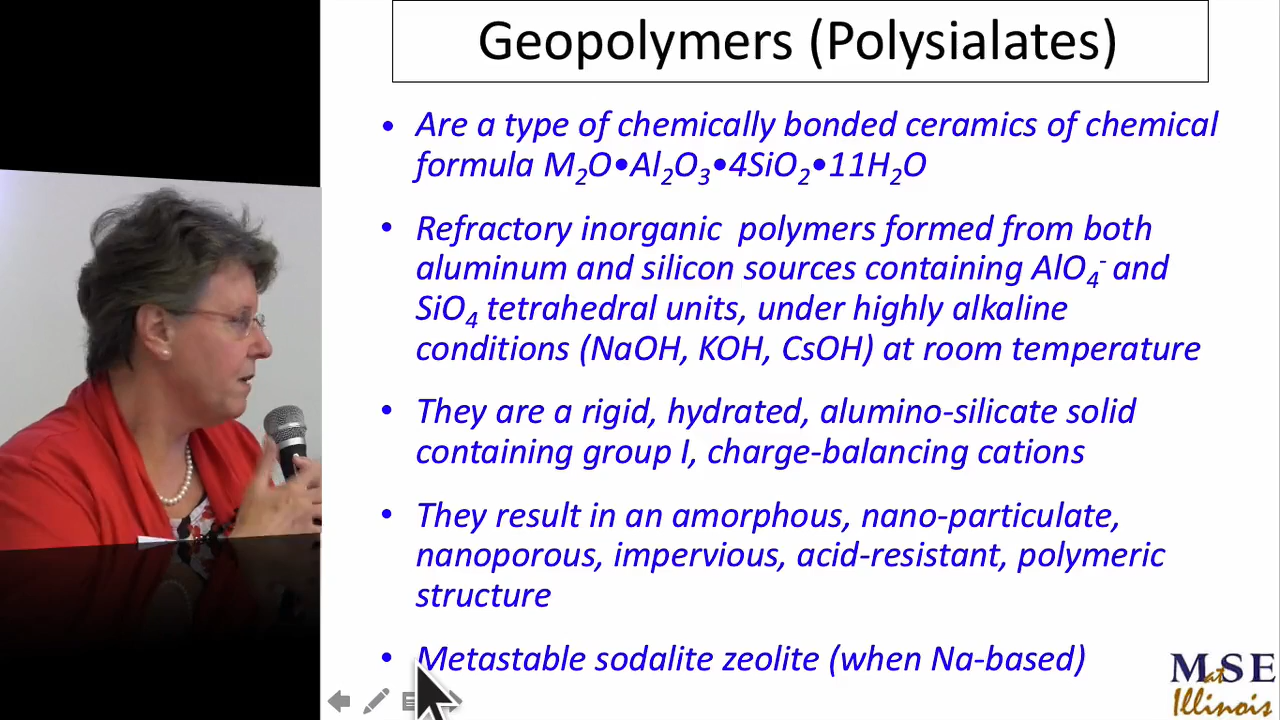 Geopolymers (Polysialates)
• Are a type of chemically bonded ceramics of chemical
formula M₂O•Al₂O₃•4SiO₂•11H₂O
• Refractory inorganic polymers formed from both
aluminum and silicon sources containing AlO₄⁻ and
SiO₄ tetrahedral units, under highly alkaline
conditions (NaOH, KOH, CsOH) at room temperature
• They are a rigid, hydrated, alumino-silicate solid
containing group I, charge-balancing cations
• They result in an amorphous, nano-particulate,
nanoporous, impervious, acid-resistant, polymeric
structure
• Metastable sodalite zeolite (when Na-based)
MatSE
Illinois